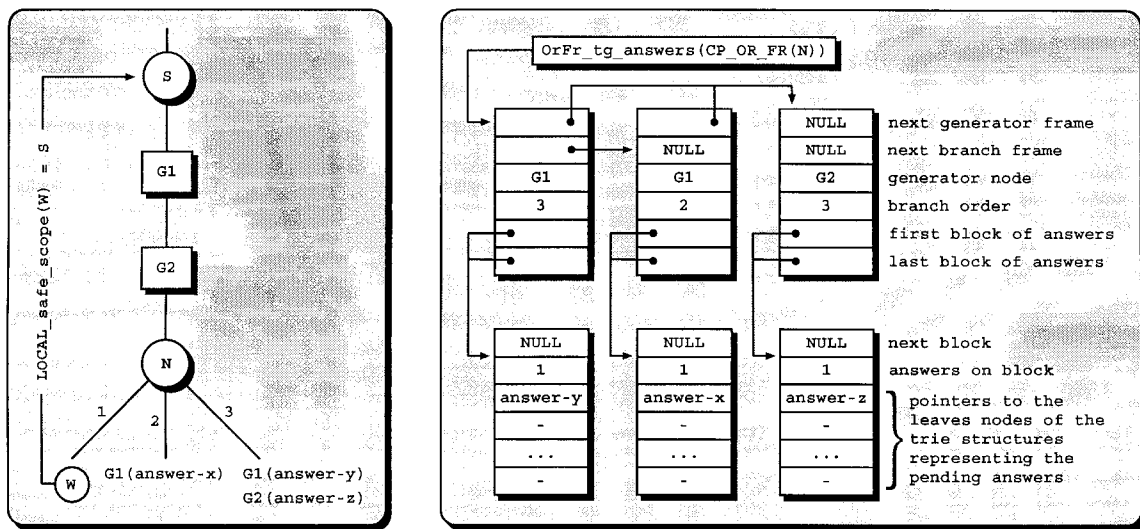 S
G1
G2
N
1
2
3
W
G1(answer-x)
G1(answer-y)
G2(answer-z)
LOCAL_safe_scope(W) = S
OrFr_tg_answers(CP_OR_FR(N))
NULL next generator frame
NULL NULL next branch frame
G1 G1 G2 generator node
3 2 3 branch order
first block of answers
last block of answers
NULL NULL NULL next block
1 1 1 answers on block
answer-y answer-x answer-z pointers to the
- - - leaves nodes of the
trie structures
... ... ... representing the
- - - pending answers